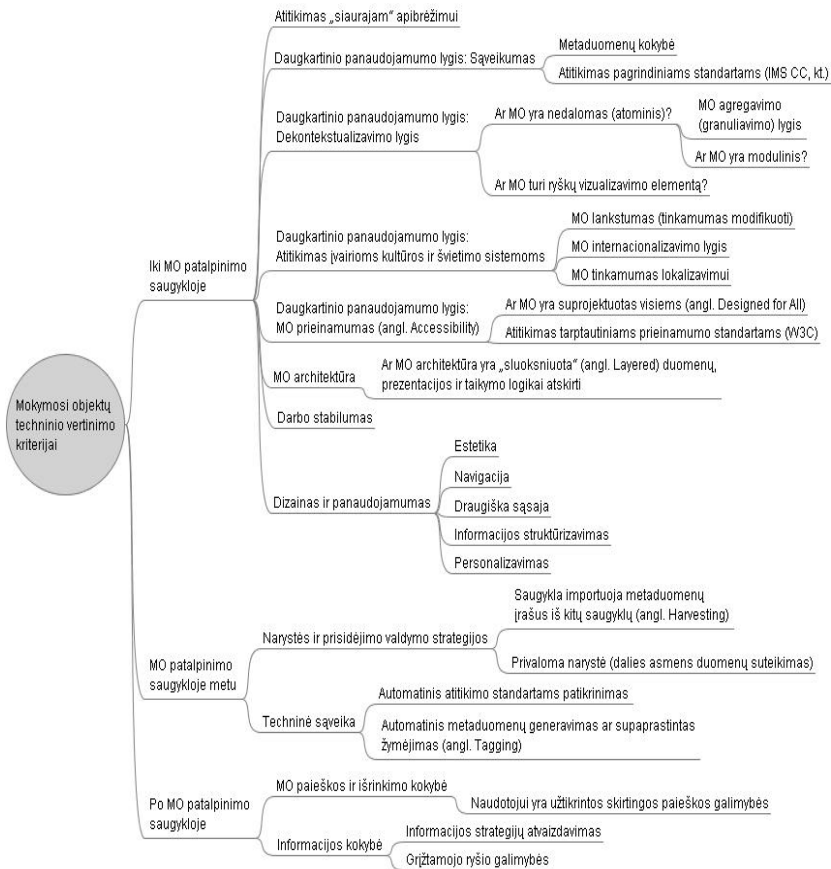 Mokymosi objektų
techninio vertinimo
kriterijai
Iki MO patalpinimo
saugykloje
Atitikimas „siaurajam“ apibrėžimui
Daugkartinio panaudojamumo lygis: Sąveikumas
Metaduomenų kokybė
Atitikimas pagrindiniams standartams (IMS CC, kt.)
Daugkartinio panaudojamumo lygis:
Dekontekstualizavimo lygis
Ar MO yra nedalomas (atominis)?
MO agregavimo
(granuliavimo) lygis
Ar MO yra modulinis?
Ar MO turi ryškų vizualizavimo elementą?
Daugkartinio panaudojamumo lygis:
Atitikimas įvairioms kultūros ir švietimo sistemoms
MO lankstumas (tinkamumas modifikuoti)
MO internacionalizavimo lygis
MO tinkamumas lokalizavimui
Daugkartinio panaudojamumo lygis:
MO prieinamumas (angl. Accessibility)
Ar MO yra suprojektuotas visiems (angl. Designed for All)
Atitikimas tarptautiniams prieinamumo standartams (W3C)
MO architektūra
Ar MO architektūra yra „sluoksniuota“ (angl. Layered) duomenų,
prezentacijos ir taikymo logikai atskirti
Darbo stabilumas
Dizainas ir panaudojamumas
Estetika
Navigacija
Draugiška sąsaja
Informacijos struktūrizavimas
Personalizavimas
MO patalpinimo
saugykloje metu
Narystės ir prisidėjimo valdymo strategijos
Saugykla importuoja metaduomenų
įrašus iš kitų saugyklų (angl. Harvesting)
Privaloma narystė (dalies asmens duomenų suteikimas)
Techninė sąveika
Automatinis atitikimo standartams patikrinimas
Automatinis metaduomenų generavimas ar supaprastintas
žymėjimas (angl. Tagging)
Po MO patalpinimo
saugykloje
MO paieškos ir išrinkimo kokybė
Naudotojui yra užtikrintos skirtingos paieškos galimybės
Informacijos kokybė
Informacijos strategijų atvaizdavimas
Grįžtamojo ryšio galimybės